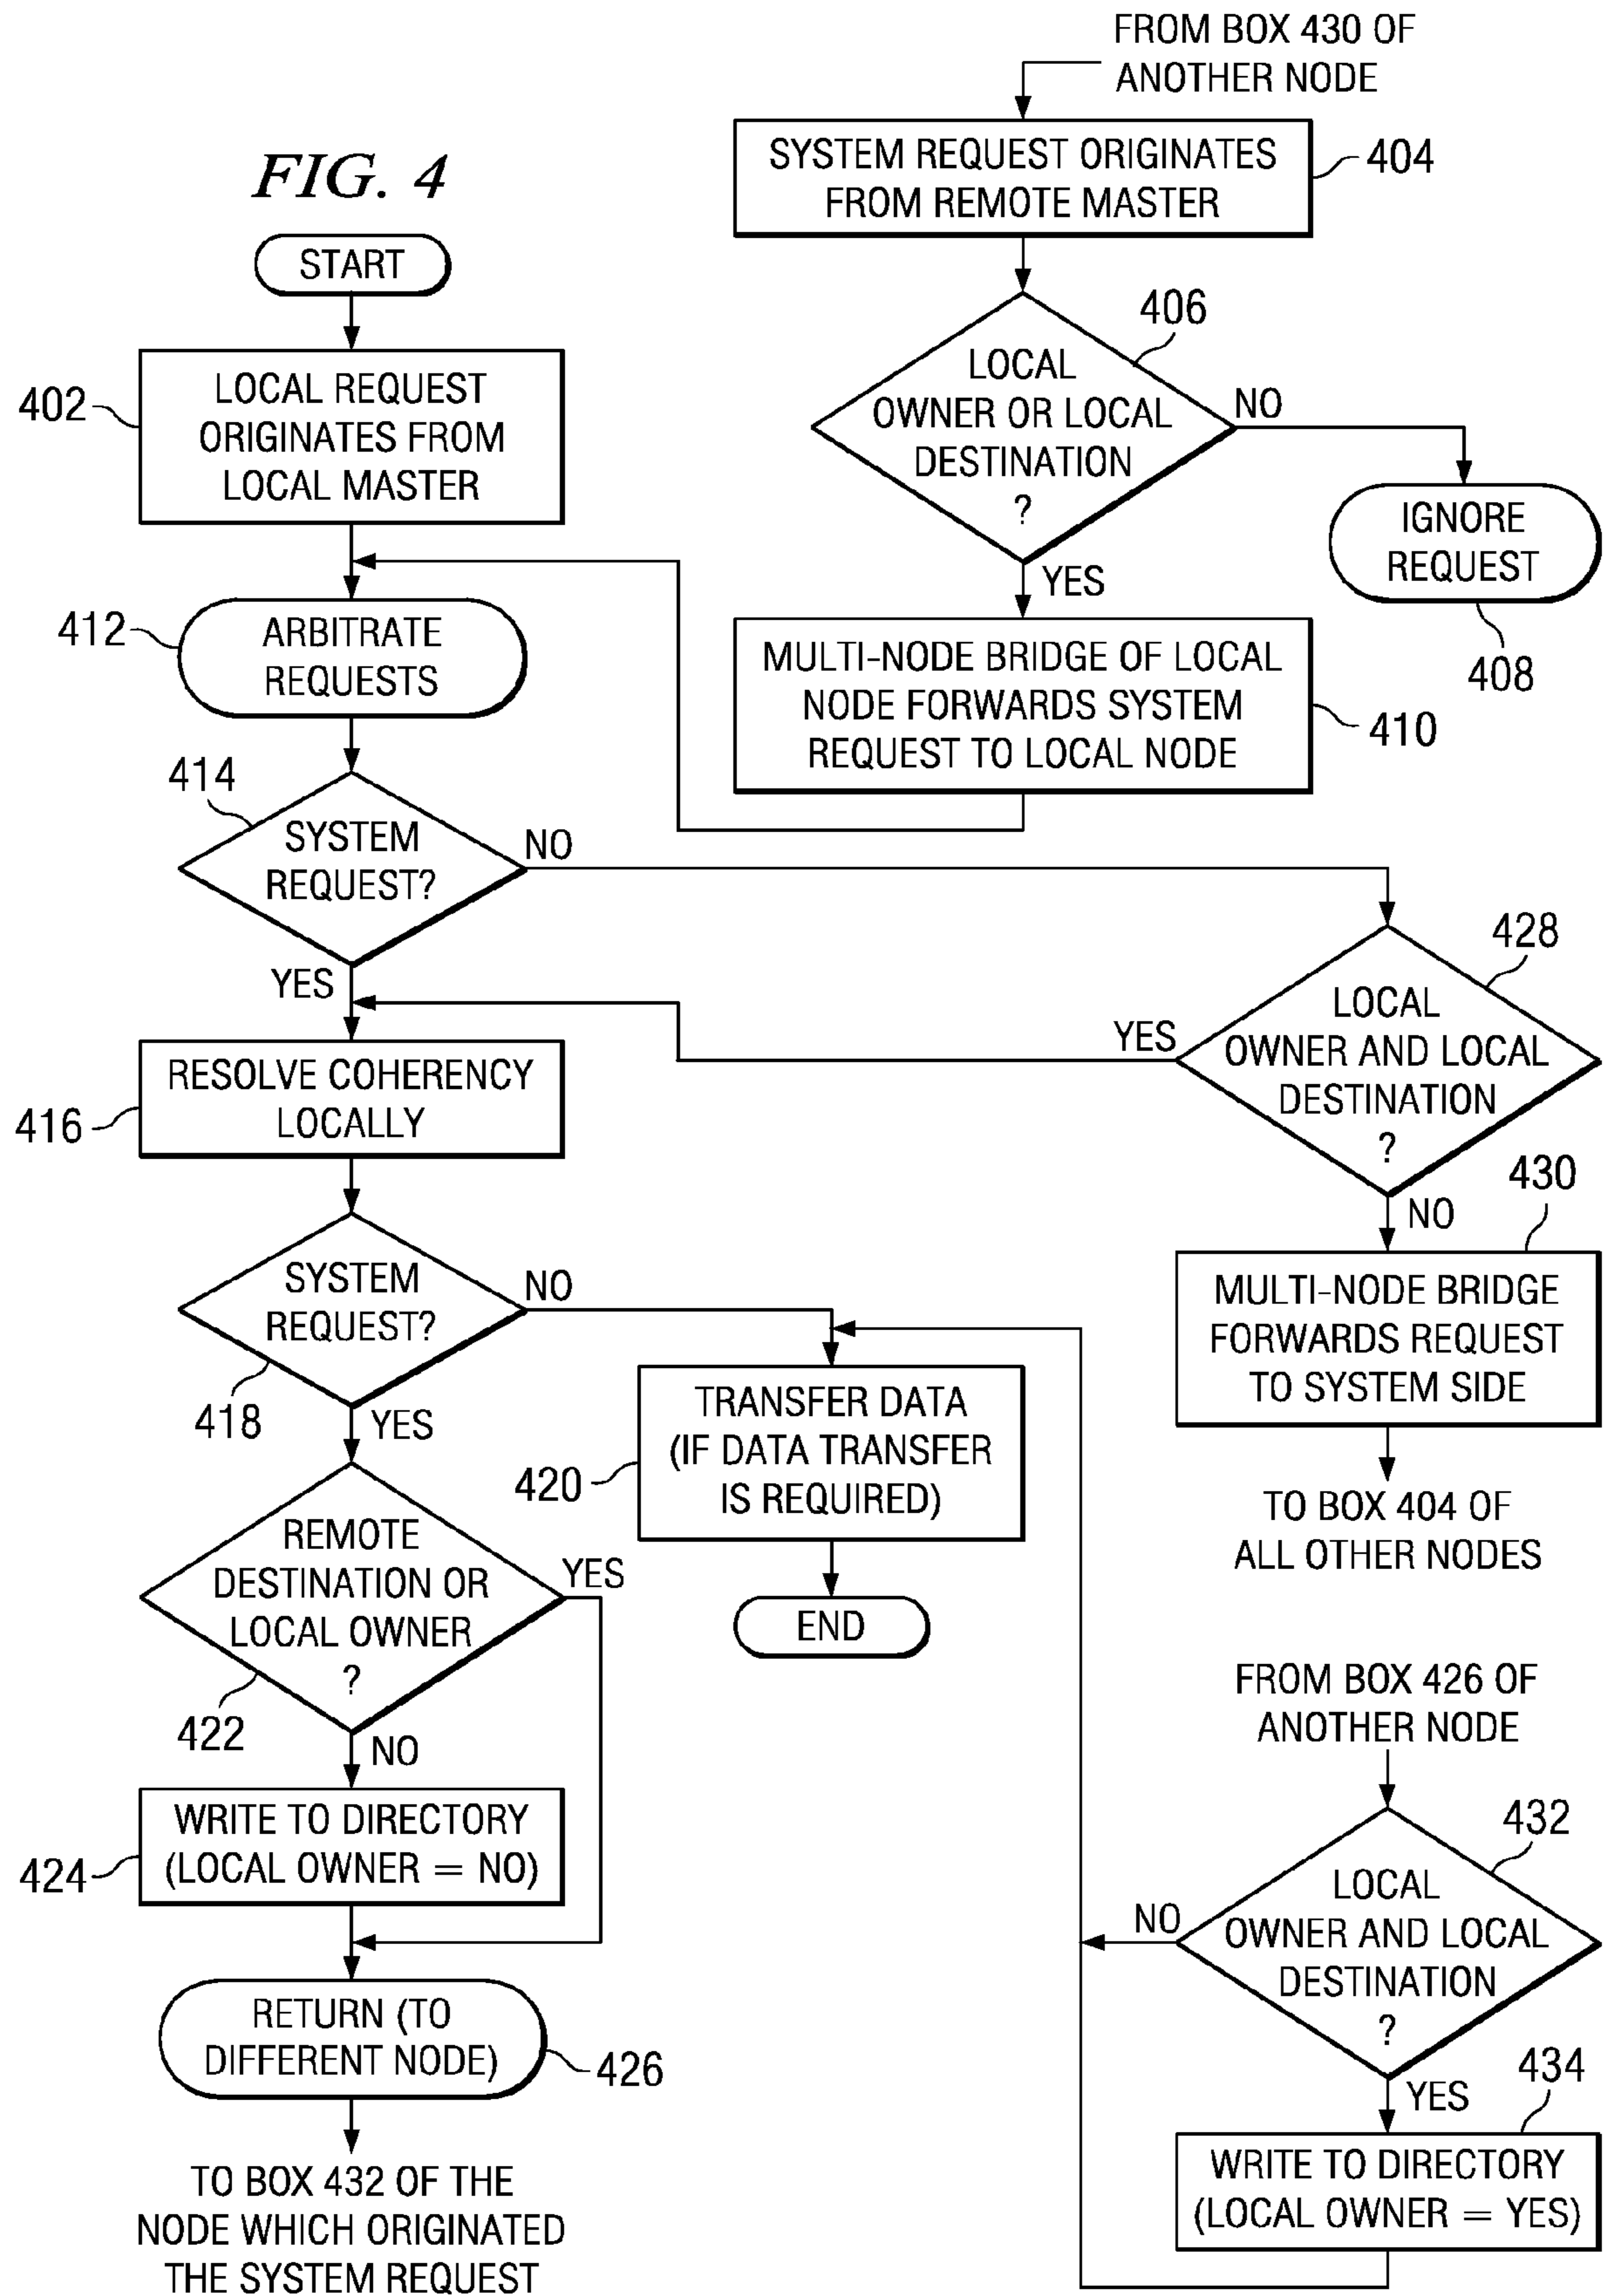 FROM BOX 430 OF
ANOTHER NODE
FIG. 4
SYSTEM REQUEST ORIGINATES
FROM REMOTE MASTER
404
START
406
LOCAL
OWNER OR LOCAL
DESTINATION
?
NO
YES
402
LOCAL REQUEST
ORIGINATES FROM
LOCAL MASTER
IGNORE
REQUEST
408
412
ARBITRATE
REQUESTS
MULTI-NODE BRIDGE OF LOCAL
NODE FORWARDS SYSTEM
REQUEST TO LOCAL NODE
410
414
SYSTEM
REQUEST?
NO
YES
428
LOCAL
OWNER AND LOCAL
DESTINATION
?
YES
NO
416
RESOLVE COHERENCY
LOCALLY
430
MULTI-NODE BRIDGE
FORWARDS REQUEST
TO SYSTEM SIDE
TO BOX 404 OF
ALL OTHER NODES
SYSTEM
REQUEST?
NO
418
YES
420
TRANSFER DATA
(IF DATA TRANSFER
IS REQUIRED)
END
REMOTE
DESTINATION OR
LOCAL OWNER
?
YES
422
NO
FROM BOX 426 OF
ANOTHER NODE
424
WRITE TO DIRECTORY
(LOCAL OWNER = NO)
432
LOCAL
OWNER AND LOCAL
DESTINATION
?
NO
YES
RETURN (TO
DIFFERENT NODE)
426
434
WRITE TO DIRECTORY
(LOCAL OWNER = YES)
TO BOX 432 OF THE
NODE WHICH ORIGINATED
THE SYSTEM REQUEST